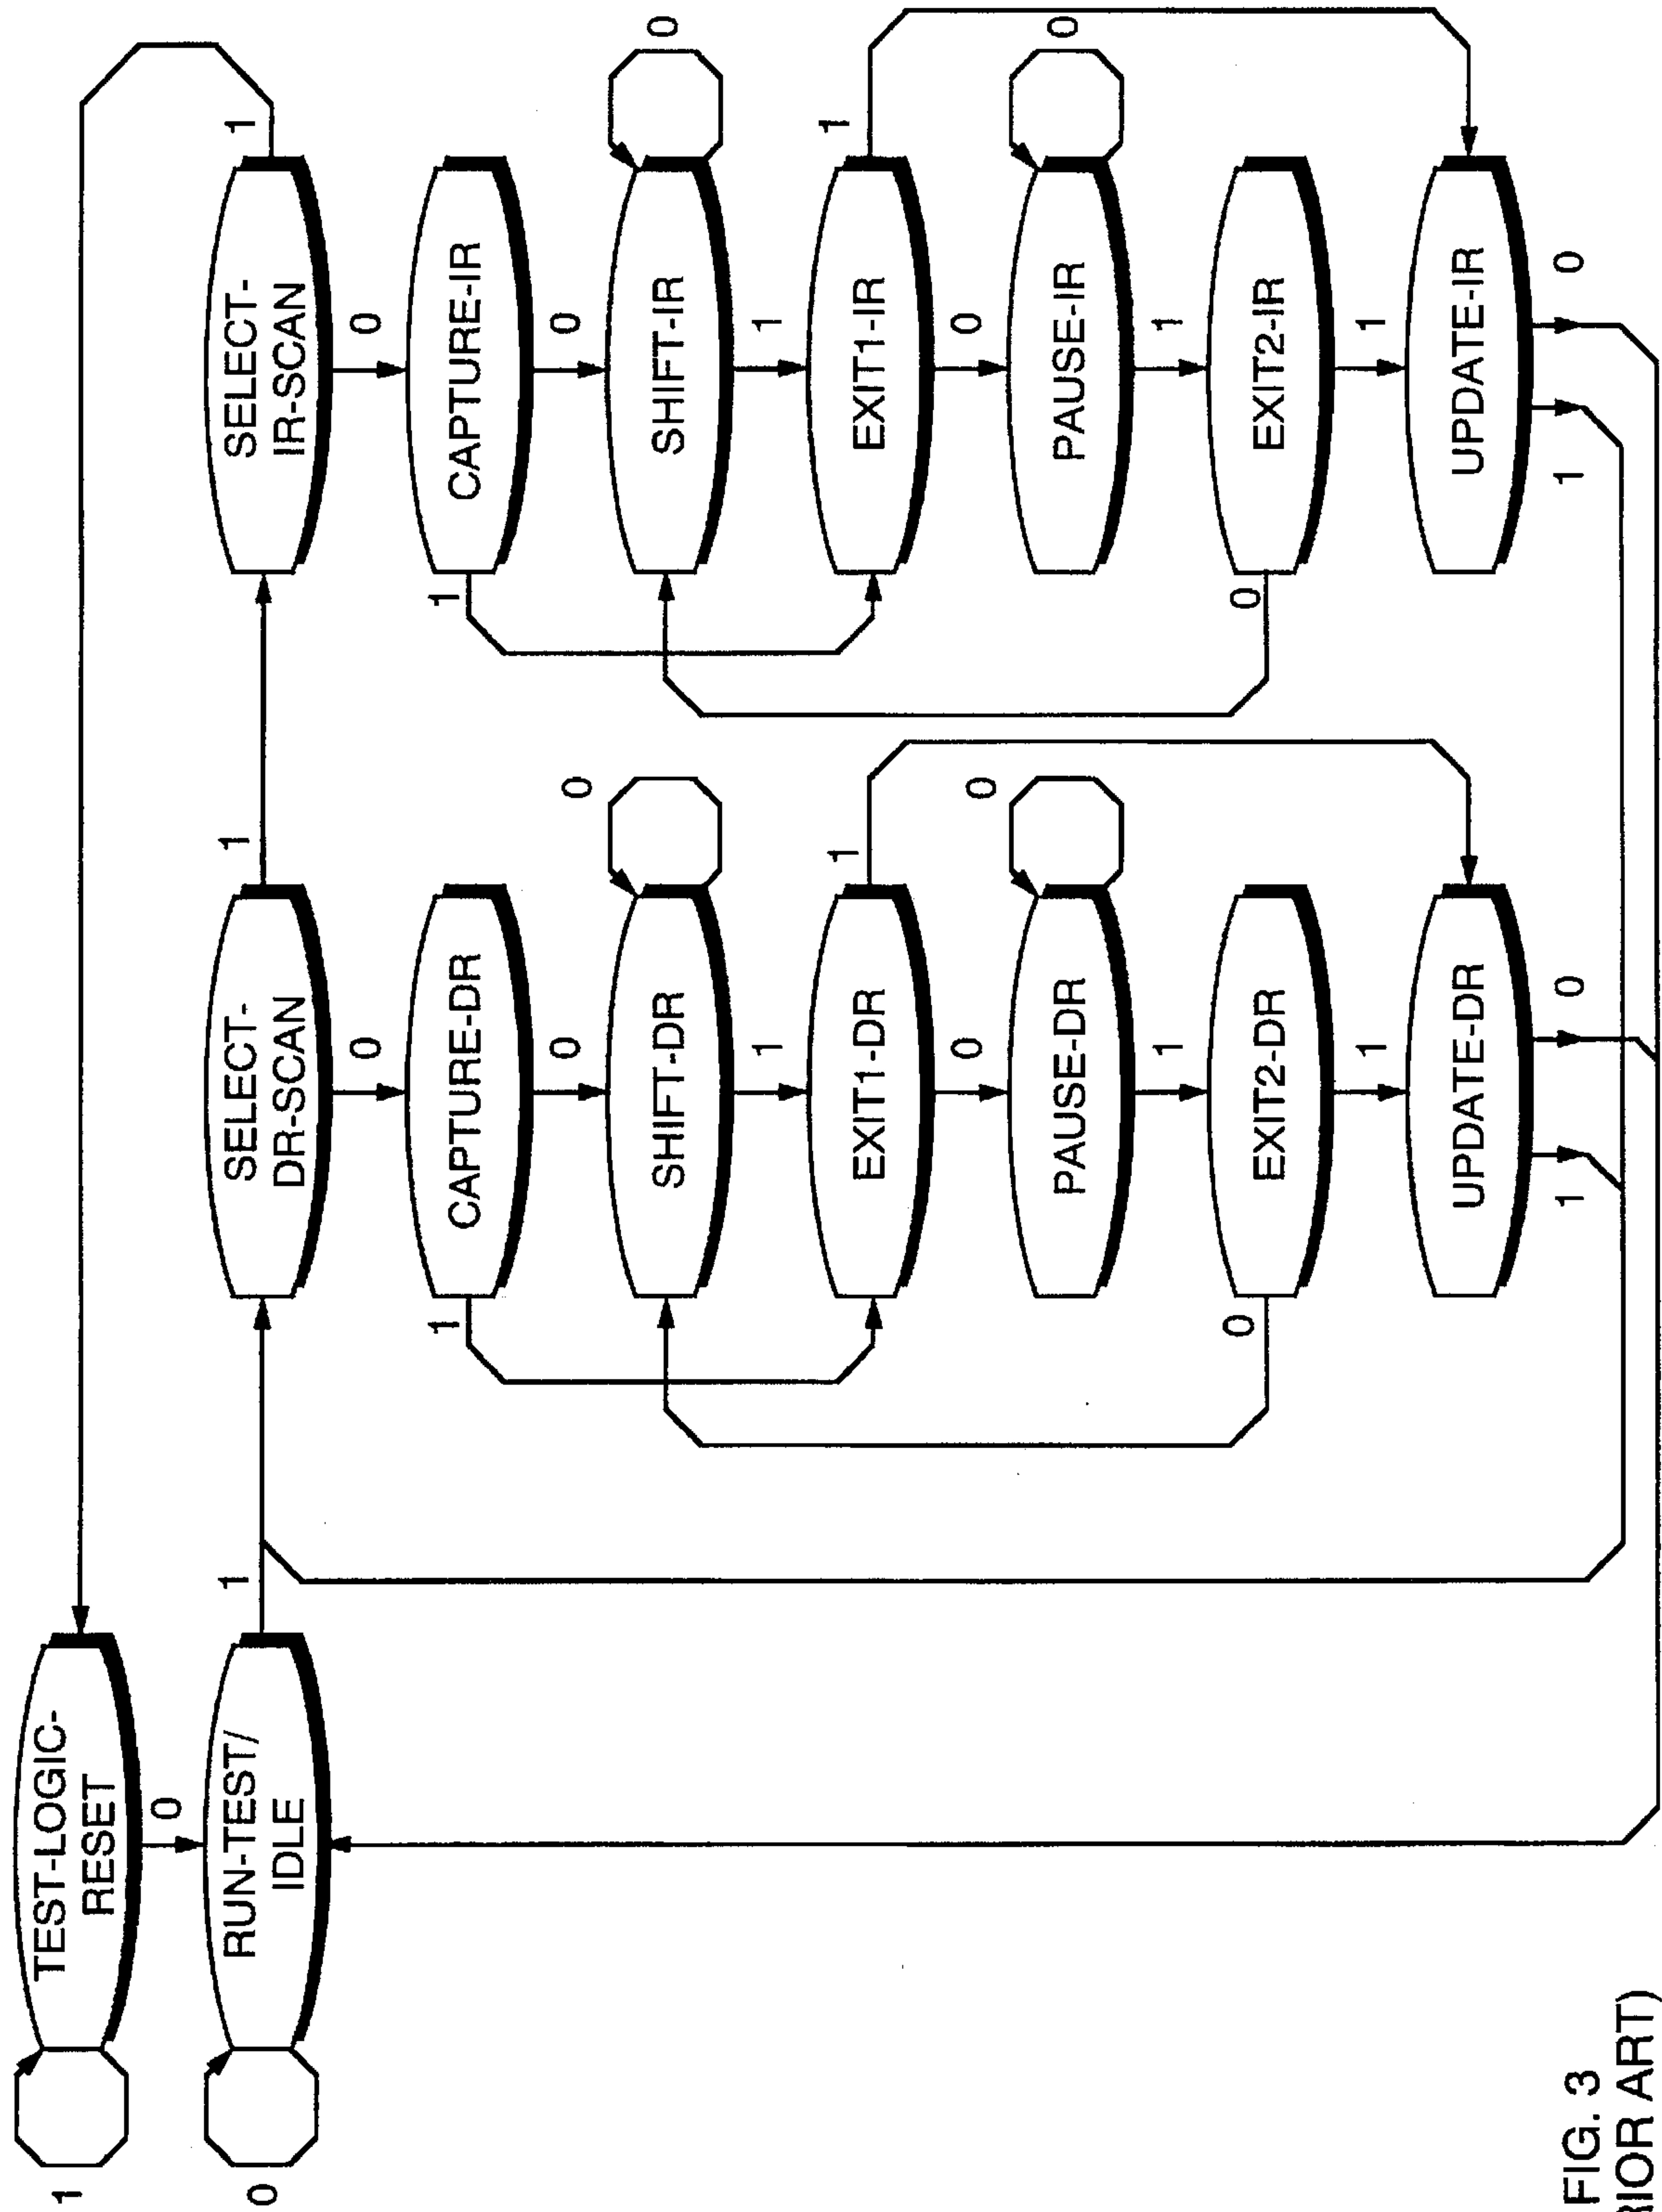 1
TEST-LOGIC-
RESET
0
0
RUN-TEST/
IDLE
1
SELECT-
DR-SCAN
1
SELECT-
IR-SCAN
1
0
0
1
CAPTURE-DR
1
CAPTURE-IR
0
0
0
SHIFT-DR
SHIFT-IR
0
1
1
EXIT1-DR
1
EXIT1-IR
1
0
0
0
PAUSE-DR
PAUSE-IR
0
1
1
0
EXIT2-DR
0
EXIT2-IR
1
1
UPDATE-DR
UPDATE-IR
1
0
1
0
FIG. 3
RIOR ART)